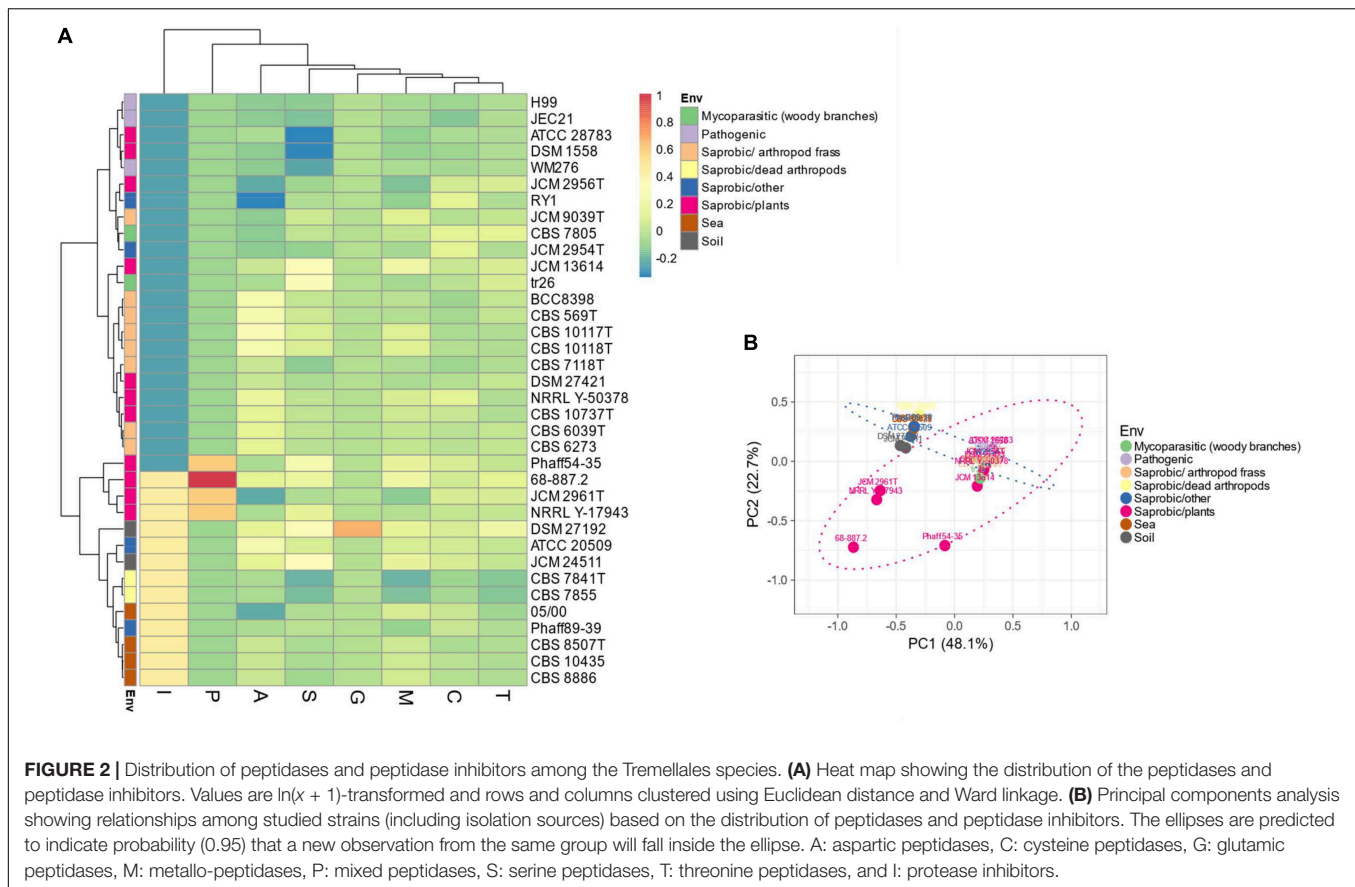 A
1
0.8
0.6
0.4
0.2
0
-0.2
Env
Mycoparasitic (woody branches)
Pathogenic
Saprobic/ arthropod frass
Saprobic/dead arthropods
Saprobic/other
Saprobic/plants
Sea
Soil
H99
JEC21
ATCC 28783
DSM 1558
WM276
JCM 2956T
RY1
JCM 9039T
CBS 7805
JCM 2954T
JCM 13614
tr26
BCC8398
CBS 569T
CBS 10117T
CBS 10118T
CBS 7118T
DSM 27421
NRRL Y-50378
CBS 10737T
CBS 6039T
CBS 6273
Phaff54-35
68-887.2
JCM 2961T
NRRL Y-17943
DSM 27192
ATCC 20509
JCM 24511
CBS 7841T
CBS 7855
05/00
Phaff89-39
CBS 8507T
CBS 10435
CBS 8886
Env
I P A S G M C T
B
PC2 (22.7%)
0.5
0.0
-0.5
-1.0
JCM 2961T
NRRL Y-17943
68-887.2
Phaff54-35
JCM 13614
-1.0 -0.5 0.0 0.5 1.0
PC1 (48.1%)
Env
Mycoparasitic (woody branches)
Pathogenic
Saprobic/ arthropod frass
Saprobic/dead arthropods
Saprobic/other
Saprobic/plants
Sea
Soil
FIGURE 2 | Distribution of peptidases and peptidase inhibitors among the Tremellales species. (A) Heat map showing the distribution of the peptidases and
peptidase inhibitors. Values are ln(x + 1)-transformed and rows and columns clustered using Euclidean distance and Ward linkage. (B) Principal components analysis
showing relationships among studied strains (including isolation sources) based on the distribution of peptidases and peptidase inhibitors. The ellipses are predicted
to indicate probability (0.95) that a new observation from the same group will fall inside the ellipse. A: aspartic peptidases, C: cysteine peptidases, G: glutamic
peptidases, M: metallo-peptidases, P: mixed peptidases, S: serine peptidases, T: threonine peptidases, and I: protease inhibitors.